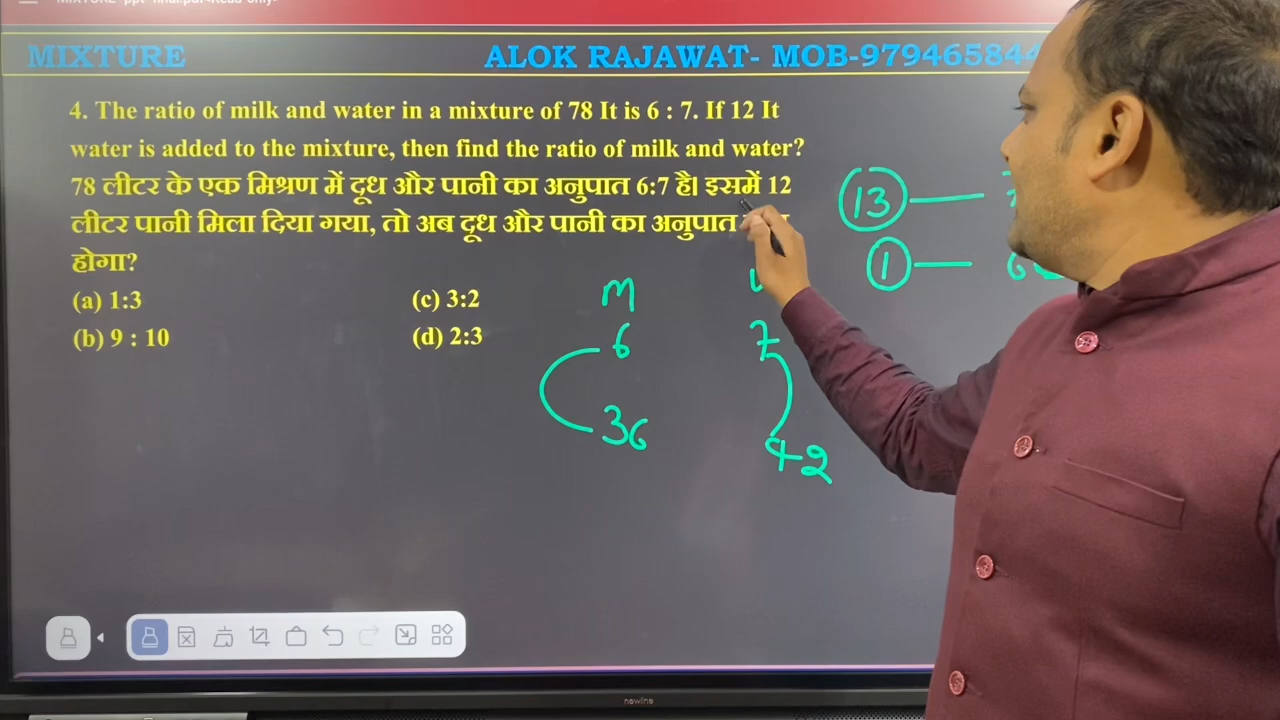 MIXTURE ALOK RAJAWAT- MOB-979465844
4. The ratio of milk and water in a mixture of 78 It is 6 : 7. If 12 It
water is added to the mixture, then find the ratio of milk and water?
78 लीटर के एक मिश्रण में दूध और पानी का अनुपात 6:7 है। इसमें 12
लीटर पानी मिला दिया गया, तो अब दूध और पानी का अनुपात
होगा?
(a) 1:3 (c) 3:2
(b) 9 : 10 (d) 2:3
M
6 7
36 42
13
1
newline